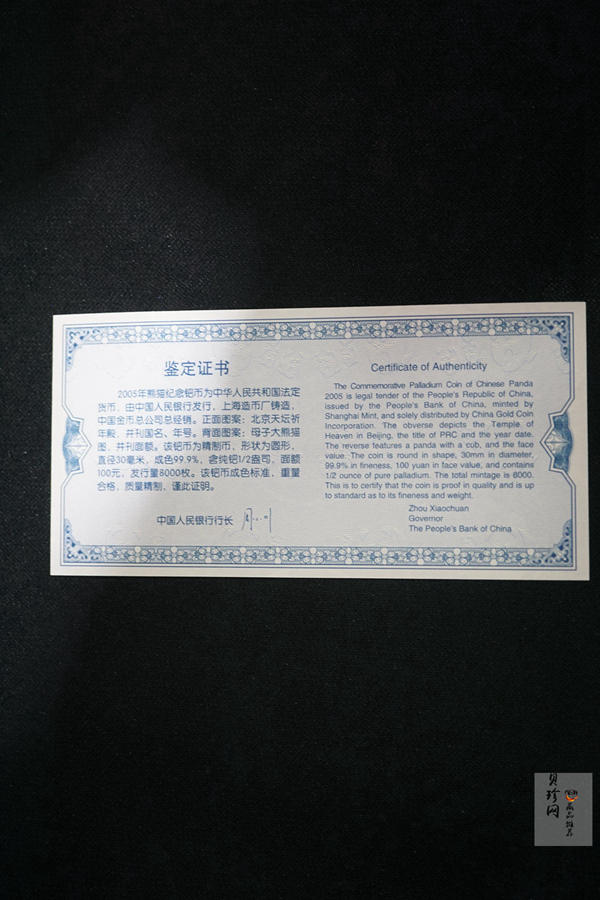 鉴定证书
2005年熊猫纪念钯币为中华人民共和国法定
货币，由中国人民银行发行，上海造币厂铸造，
中国金币总公司总经销。正面图案：北京天坛祈
年殿，并刊国名、年号。背面图案：母子大熊猫
图，并刊面额。该钯币为精制币，形状为圆形，
直径30毫米，成色99.9%，含纯钯1/2盎司，面额
100元，发行量8000枚。该钯币成色标准，重量
合格，质量精制，谨此证明。
中国人民银行行长
Certificate of Authenticity
The Commemorative Palladium Coin of Chinese Panda
2005 is legal tender of the People's Republic of China,
issued by the People's Bank of China, minted by
Shanghai Mint, and solely distributed by China Gold Coin
Incorporation. The obverse depicts the Temple of
Heaven in Beijing, the title of PRC and the year date.
The reverse features a panda with a cub, and the face
value. The coin is round in shape, 30mm in diameter,
99.9% in fineness, 100 yuan in face value, and contains
1/2 ounce of pure palladium. The total mintage is 8000.
This is to certify that the coin is proof in quality and is up
to standard as to its fineness and weight.
Zhou Xiaochuan
Governor
The People's Bank of China
贝珍网
商品推荐